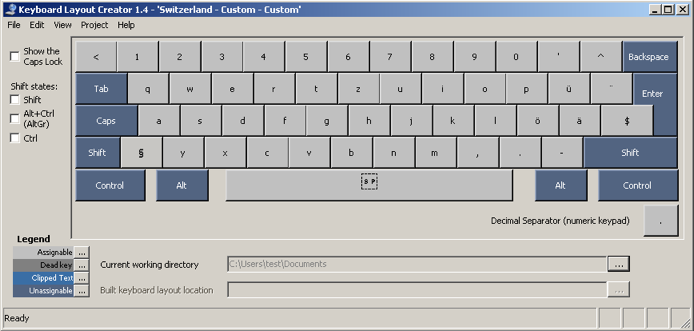 Keyboard Layout Creator 1.4 - 'Switzerland - Custom - Custom'
File Edit View Project Help
Show the
Caps Lock
Shift states:
Shift
Alt+Ctrl
(AltGr)
Ctrl
< 1 2 3 4 5 6 7 8 9 0 ' ^ Backspace
Tab q w e r t z u i o p ü ¨ Enter
Caps a s d f g h j k l ö ä $
Shift § y x c v b n m , . - Shift
Control Alt SP Alt Control
Decimal Separator (numeric keypad) .
Legend
Assignable ...
Dead key ...
Clipped Text ...
Unassignable ...
Current working directory C:\Users\test\Documents ...
Built keyboard layout location ...
Ready